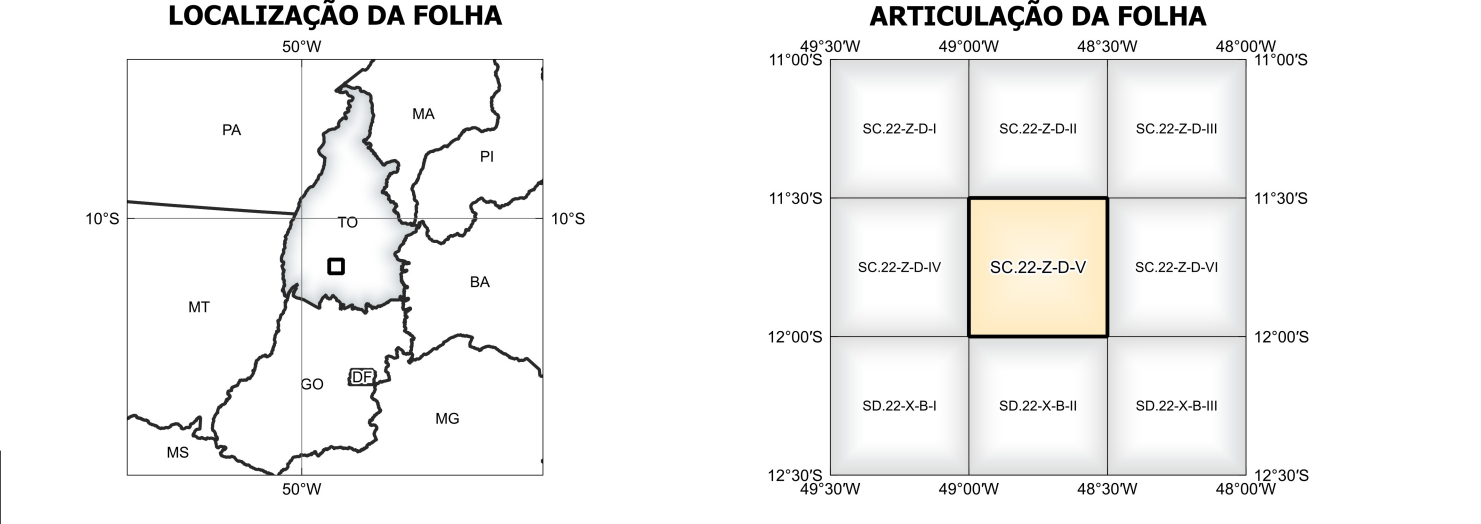 LOCALIZAÇÃO DA FOLHA
50°W
PA
MA
PI
10°S
TO
10°S
BA
MT
GO
DF
MG
MS
50°W
ARTICULAÇÃO DA FOLHA
49°30'W 49°00'W 48°30'W 48°00'W
11°00'S 11°00'S
SC.22-Z-D-I SC.22-Z-D-II SC.22-Z-D-III
11°30'S 11°30'S
SC.22-Z-D-IV SC.22-Z-D-V SC.22-Z-D-VI
12°00'S 12°00'S
SD.22-X-B-I SD.22-X-B-II SD.22-X-B-III
12°30'S 12°30'S
49°30'W 49°00'W 48°30'W 48°00'W